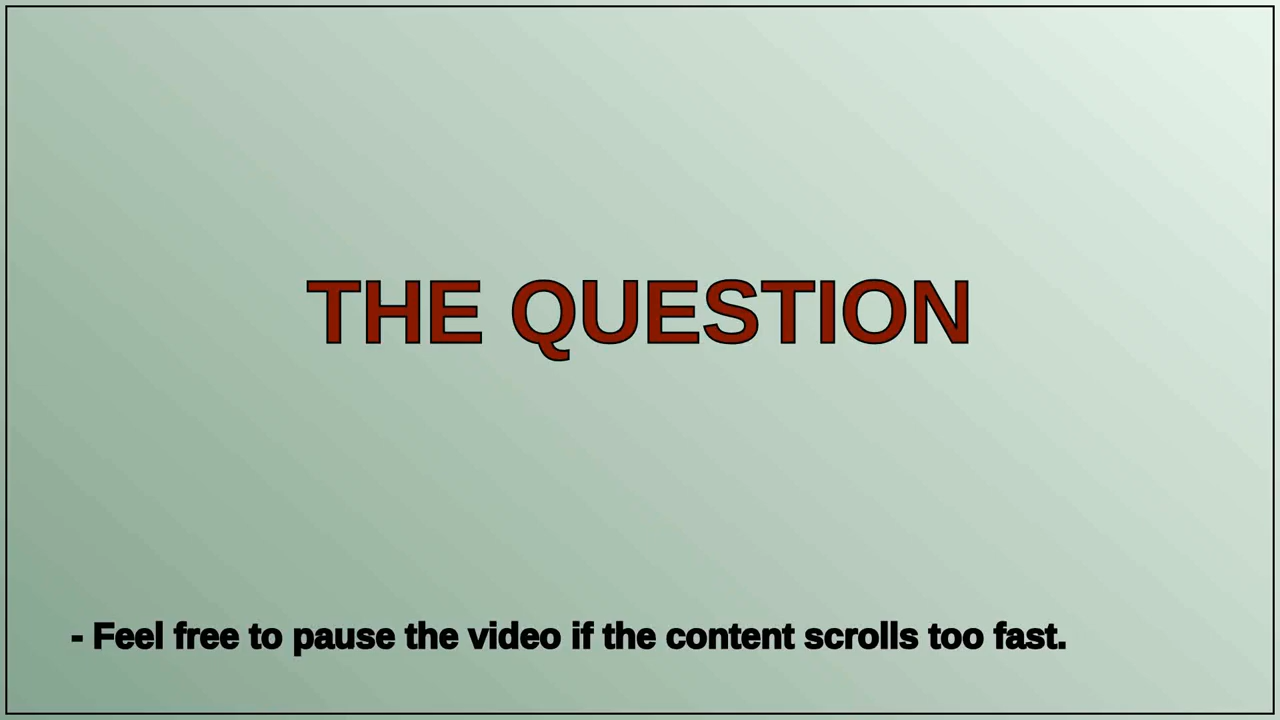 THE QUESTION
- Feel free to pause the video if the content scrolls too fast.